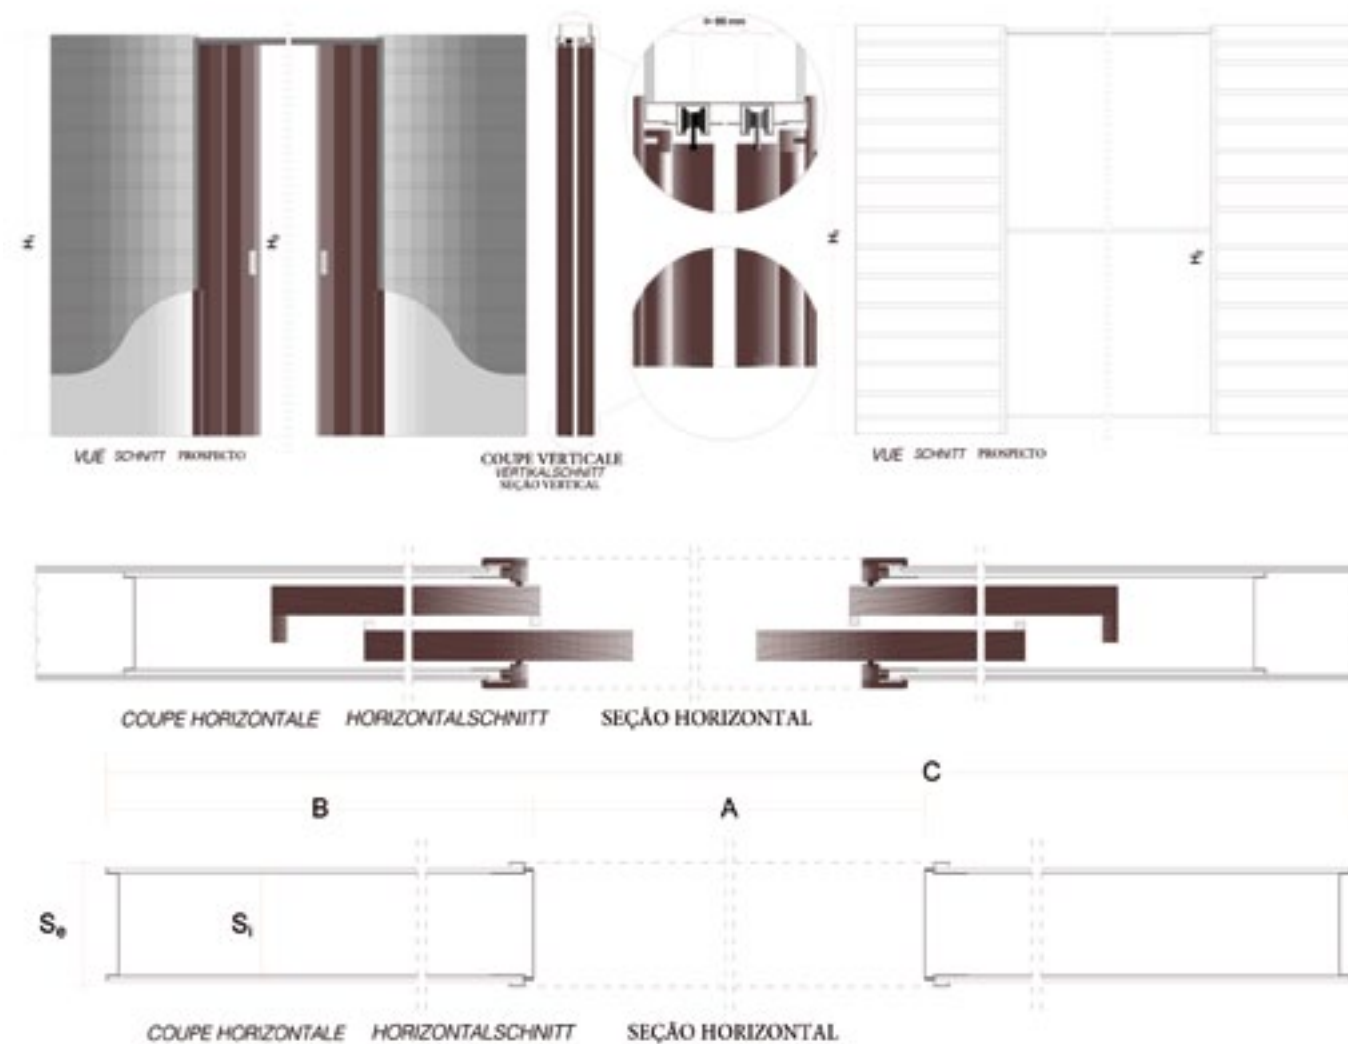 H₁
H₂
VUE SCHNITT PROSPECTO
COUPE VERTICALE
VERTIKALSCHNITT
SEÇÃO VERTICAL
H₁
H₂
VUE SCHNITT PROSPECTO
COUPE HORIZONTALE HORIZONTALSCHNITT SEÇÃO HORIZONTAL
C
B A
Sₑ Sᵢ
COUPE HORIZONTALE HORIZONTALSCHNITT SEÇÃO HORIZONTAL